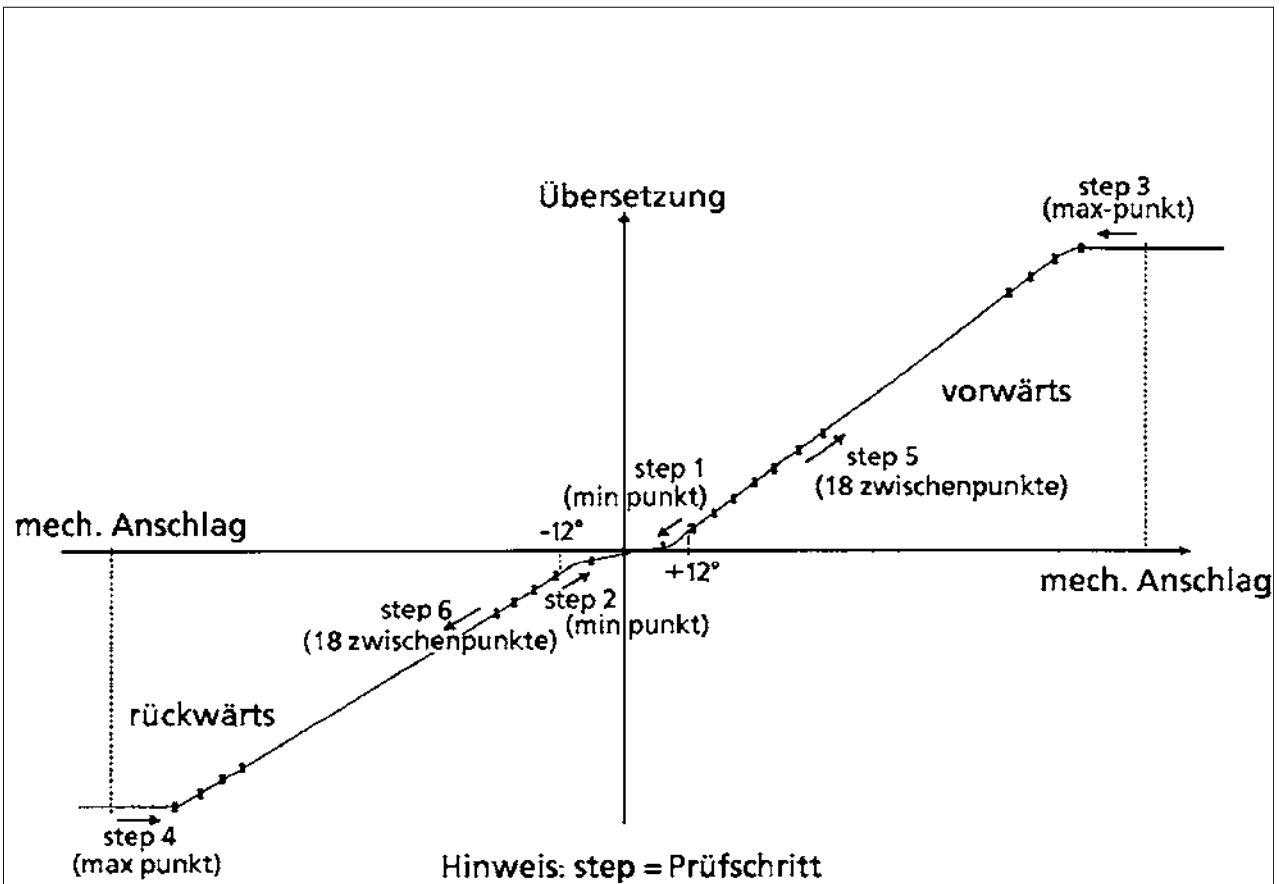 Übersetzung
step 3
(max-punkt)
vorwärts
step 1
(min punkt)
step 5
(18 zwischenpunkte)
mech. Anschlag
-12°
+12°
mech. Anschlag
step 6
(18 zwischenpunkte)
step 2
(min punkt)
rückwärts
step 4
(max punkt)
Hinweis: step = Prüfschritt